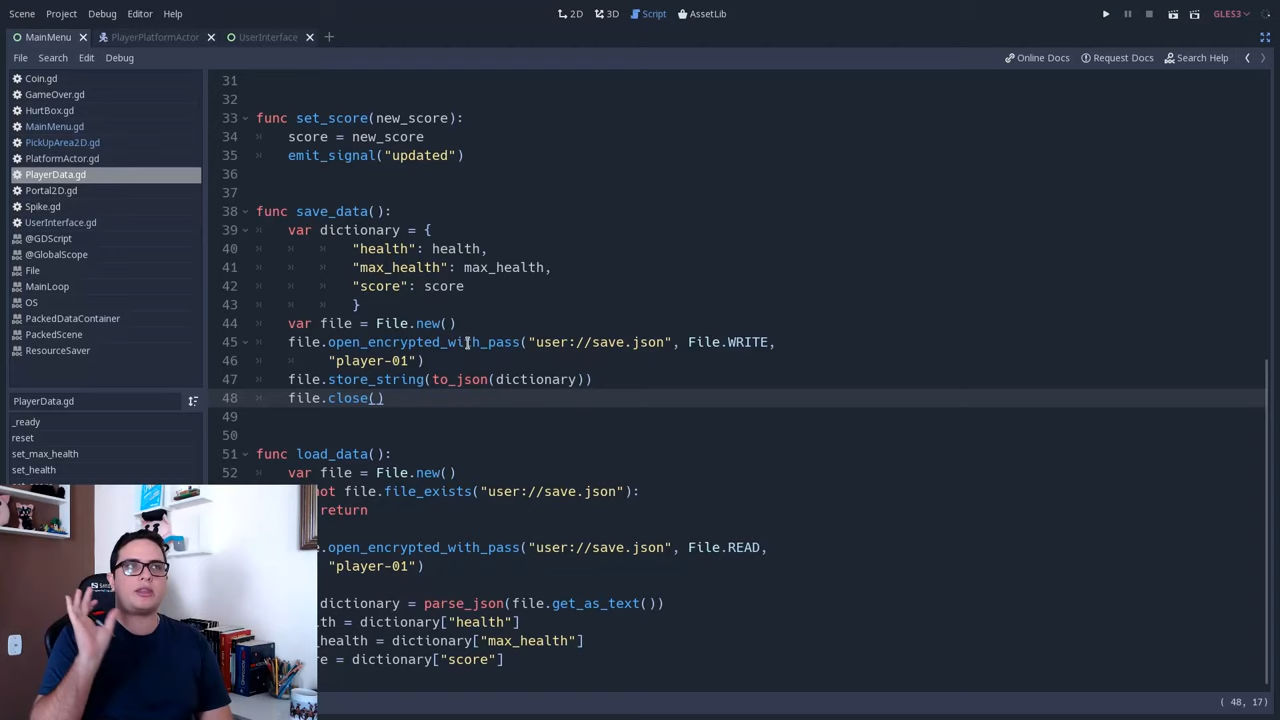 Scene Project Debug Editor Help
2D 3D Script AssetLib
GLES3
MainMenu PlayerPlatformActor UserInterface
File Search Edit Debug
Online Docs Request Docs Search Help
Coin.gd
GameOver.gd
HurtBox.gd
MainMenu.gd
PickUpArea2D.gd
PlatformActor.gd
PlayerData.gd
Portal2D.gd
Spike.gd
UserInterface.gd
@GDScript
@GlobalScope
File
MainLoop
OS
PackedDataContainer
PackedScene
ResourceSaver
PlayerData.gd
_ready
reset
set_max_health
set_health
31
32
33 func set_score(new_score):
34 score = new_score
35 emit_signal("updated")
36
37
38 func save_data():
39 var dictionary = {
40 "health": health,
41 "max_health": max_health,
42 "score": score
43 }
44 var file = File.new()
45 file.open_encrypted_with_pass("user://save.json", File.WRITE,
46 "player-01")
47 file.store_string(to_json(dictionary))
48 file.close()
49
50
51 func load_data():
52 var file = File.new()
not file.file_exists("user://save.json"):
return
.open_encrypted_with_pass("user://save.json", File.READ,
"player-01")
dictionary = parse_json(file.get_as_text())
lth = dictionary["health"]
_health = dictionary["max_health"]
re = dictionary["score"]
( 48, 17)